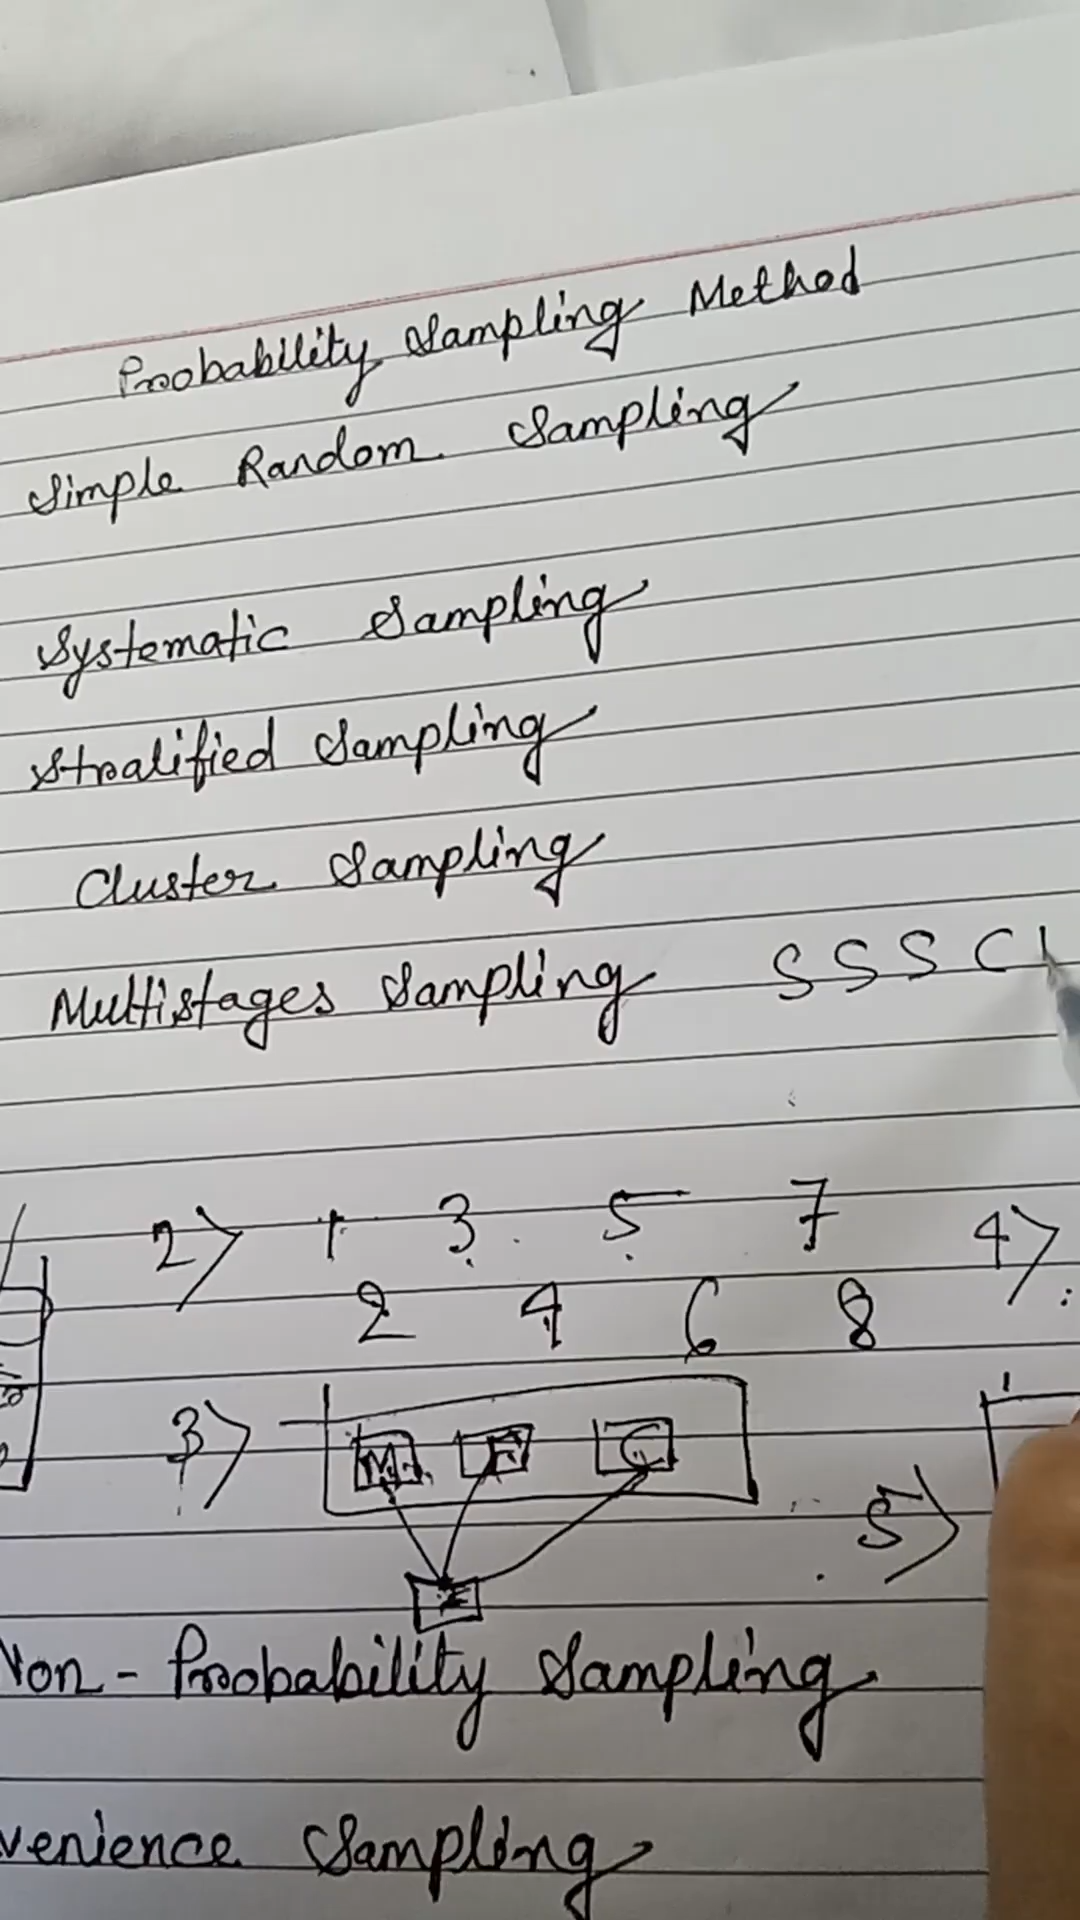 Probability Sampling Method
Simple Random Sampling
Systematic Sampling
Stratified Sampling
Cluster Sampling
Multistages Sampling S S S C
2) 1 3 5 7 4)
2 4 6 8
3) M F C
5)
Non - Probability Sampling
venience Sampling